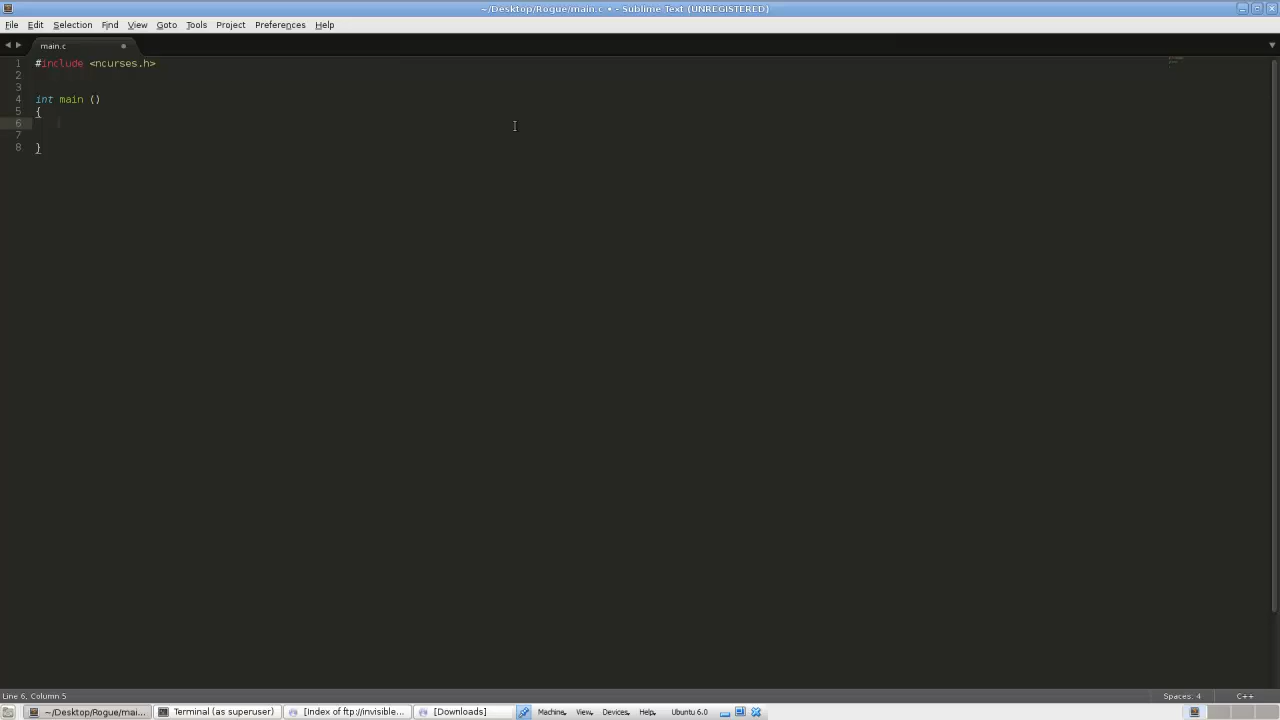 ~/Desktop/Rogue/main.c • - Sublime Text (UNREGISTERED)
File Edit Selection Find View Goto Tools Project Preferences Help
main.c
1 #include <ncurses.h>
2
3
4 int main ()
5 {
6
7
8 }
Line 6, Column 5 Spaces: 4 C++
~/Desktop/Rogue/mai... Terminal (as superuser) [Index of ftp://invisible... [Downloads] Machine View Devices Help Ubuntu 6.0